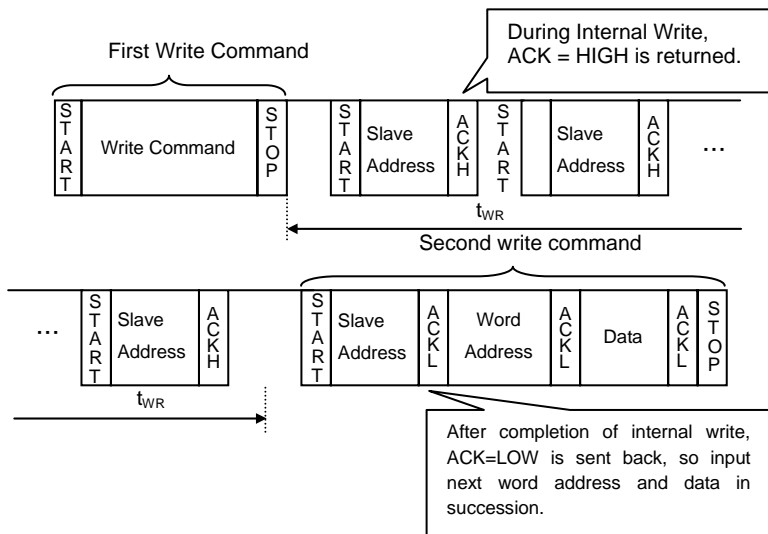 During Internal Write,
ACK = HIGH is returned.
First Write Command
START
Write Command
STOP
START
Slave
Address
ACKH
START
Slave
Address
ACKH
...
tWR
Second write command
...
START
Slave
Address
ACKH
START
Slave
Address
ACKL
Word
Address
ACKL
Data
ACKL
STOP
tWR
After completion of internal write,
ACK=LOW is sent back, so input
next word address and data in
succession.